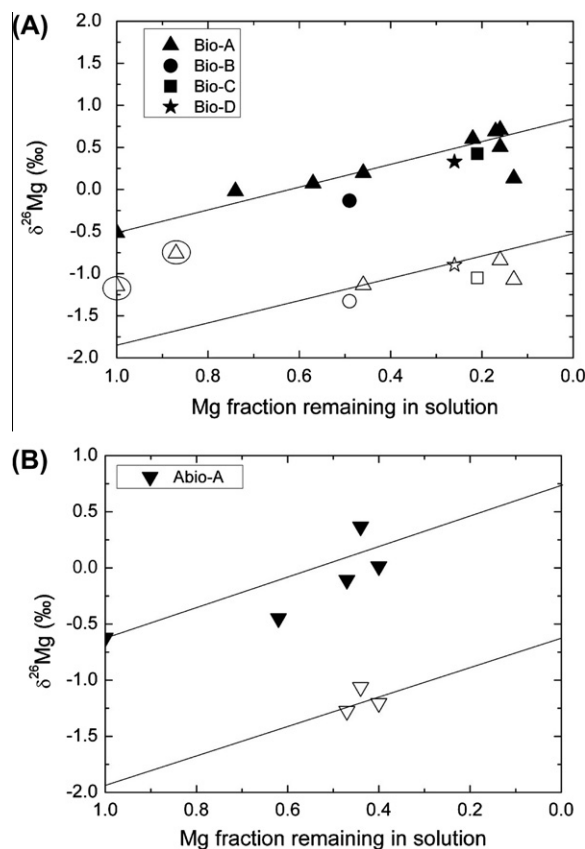 (A)
2.0
1.5
1.0
0.5
0.0
-0.5
-1.0
-1.5
-2.0
δ26Mg (‰)
Bio-A
Bio-B
Bio-C
Bio-D
1.0 0.8 0.6 0.4 0.2 0.0
Mg fraction remaining in solution
(B)
1.0
0.5
0.0
-0.5
-1.0
-1.5
-2.0
δ26Mg (‰)
Abio-A
1.0 0.8 0.6 0.4 0.2 0.0
Mg fraction remaining in solution